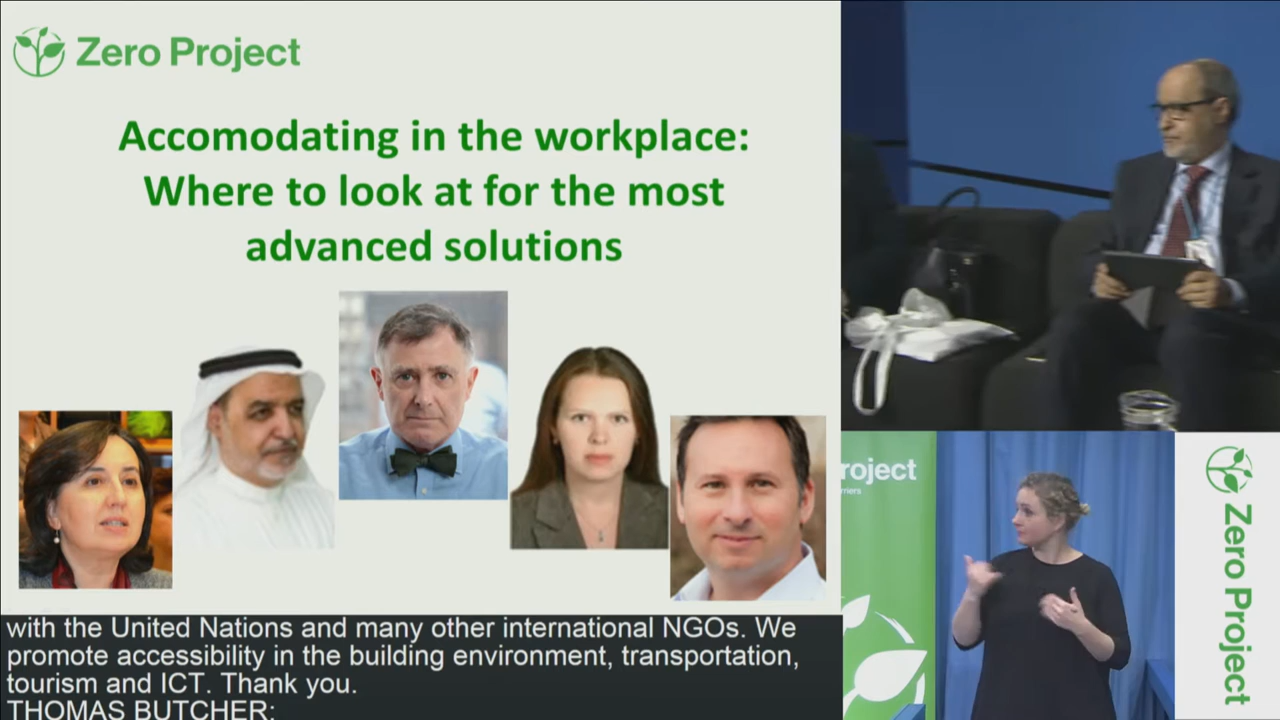 Zero Project
Accomodating in the workplace:
Where to look at for the most
advanced solutions
with the United Nations and many other international NGOs. We
promote accessibility in the building environment, transportation,
tourism and ICT. Thank you.
THOMAS BUTCHER:
roject
rners
Zero Project